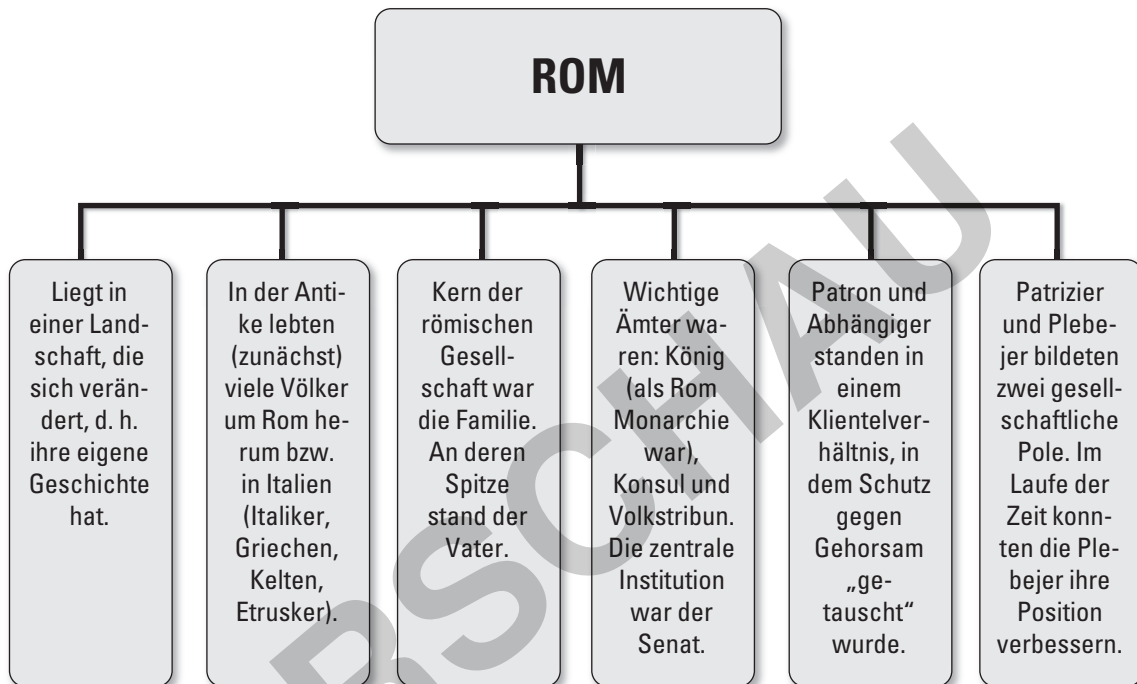 ROM
Liegt in
einer Land-
schaft, die
sich verän-
dert, d. h.
ihre eigene
Geschichte
hat.
In der Anti-
ke lebten
(zunächst)
viele Völker
um Rom he-
rum bzw.
in Italien
(Italiker,
Griechen,
Kelten,
Etrusker).
Kern der
römischen
Gesell-
schaft war
die Familie.
An deren
Spitze
stand der
Vater.
Wichtige
Ämter wa-
ren: König
(als Rom
Monarchie
war),
Konsul und
Volkstribun.
Die zentrale
Institution
war der
Senat.
Patron und
Abhängiger
standen in
einem
Klientelver-
hältnis, in
dem Schutz
gegen
Gehorsam
„ge-
tauscht“
wurde.
Patrizier
und Plebe-
jer bildeten
zwei gesell-
schaftliche
Pole. Im
Laufe der
Zeit konn-
ten die Ple-
bejer ihre
Position
verbessern.
RSCHAU